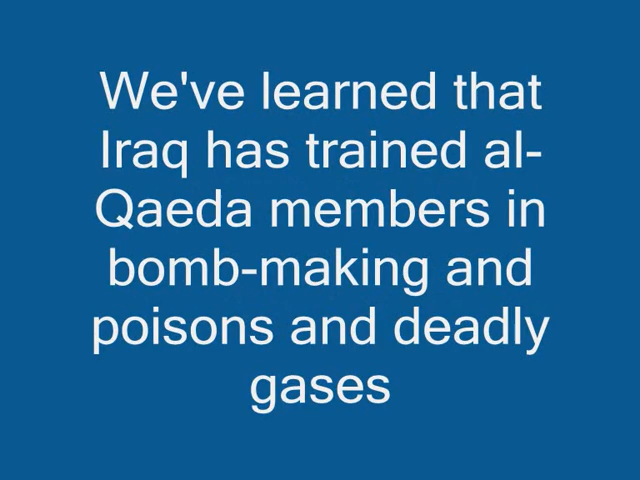 We've learned that
Iraq has trained al-
Qaeda members in
bomb-making and
poisons and deadly
gases